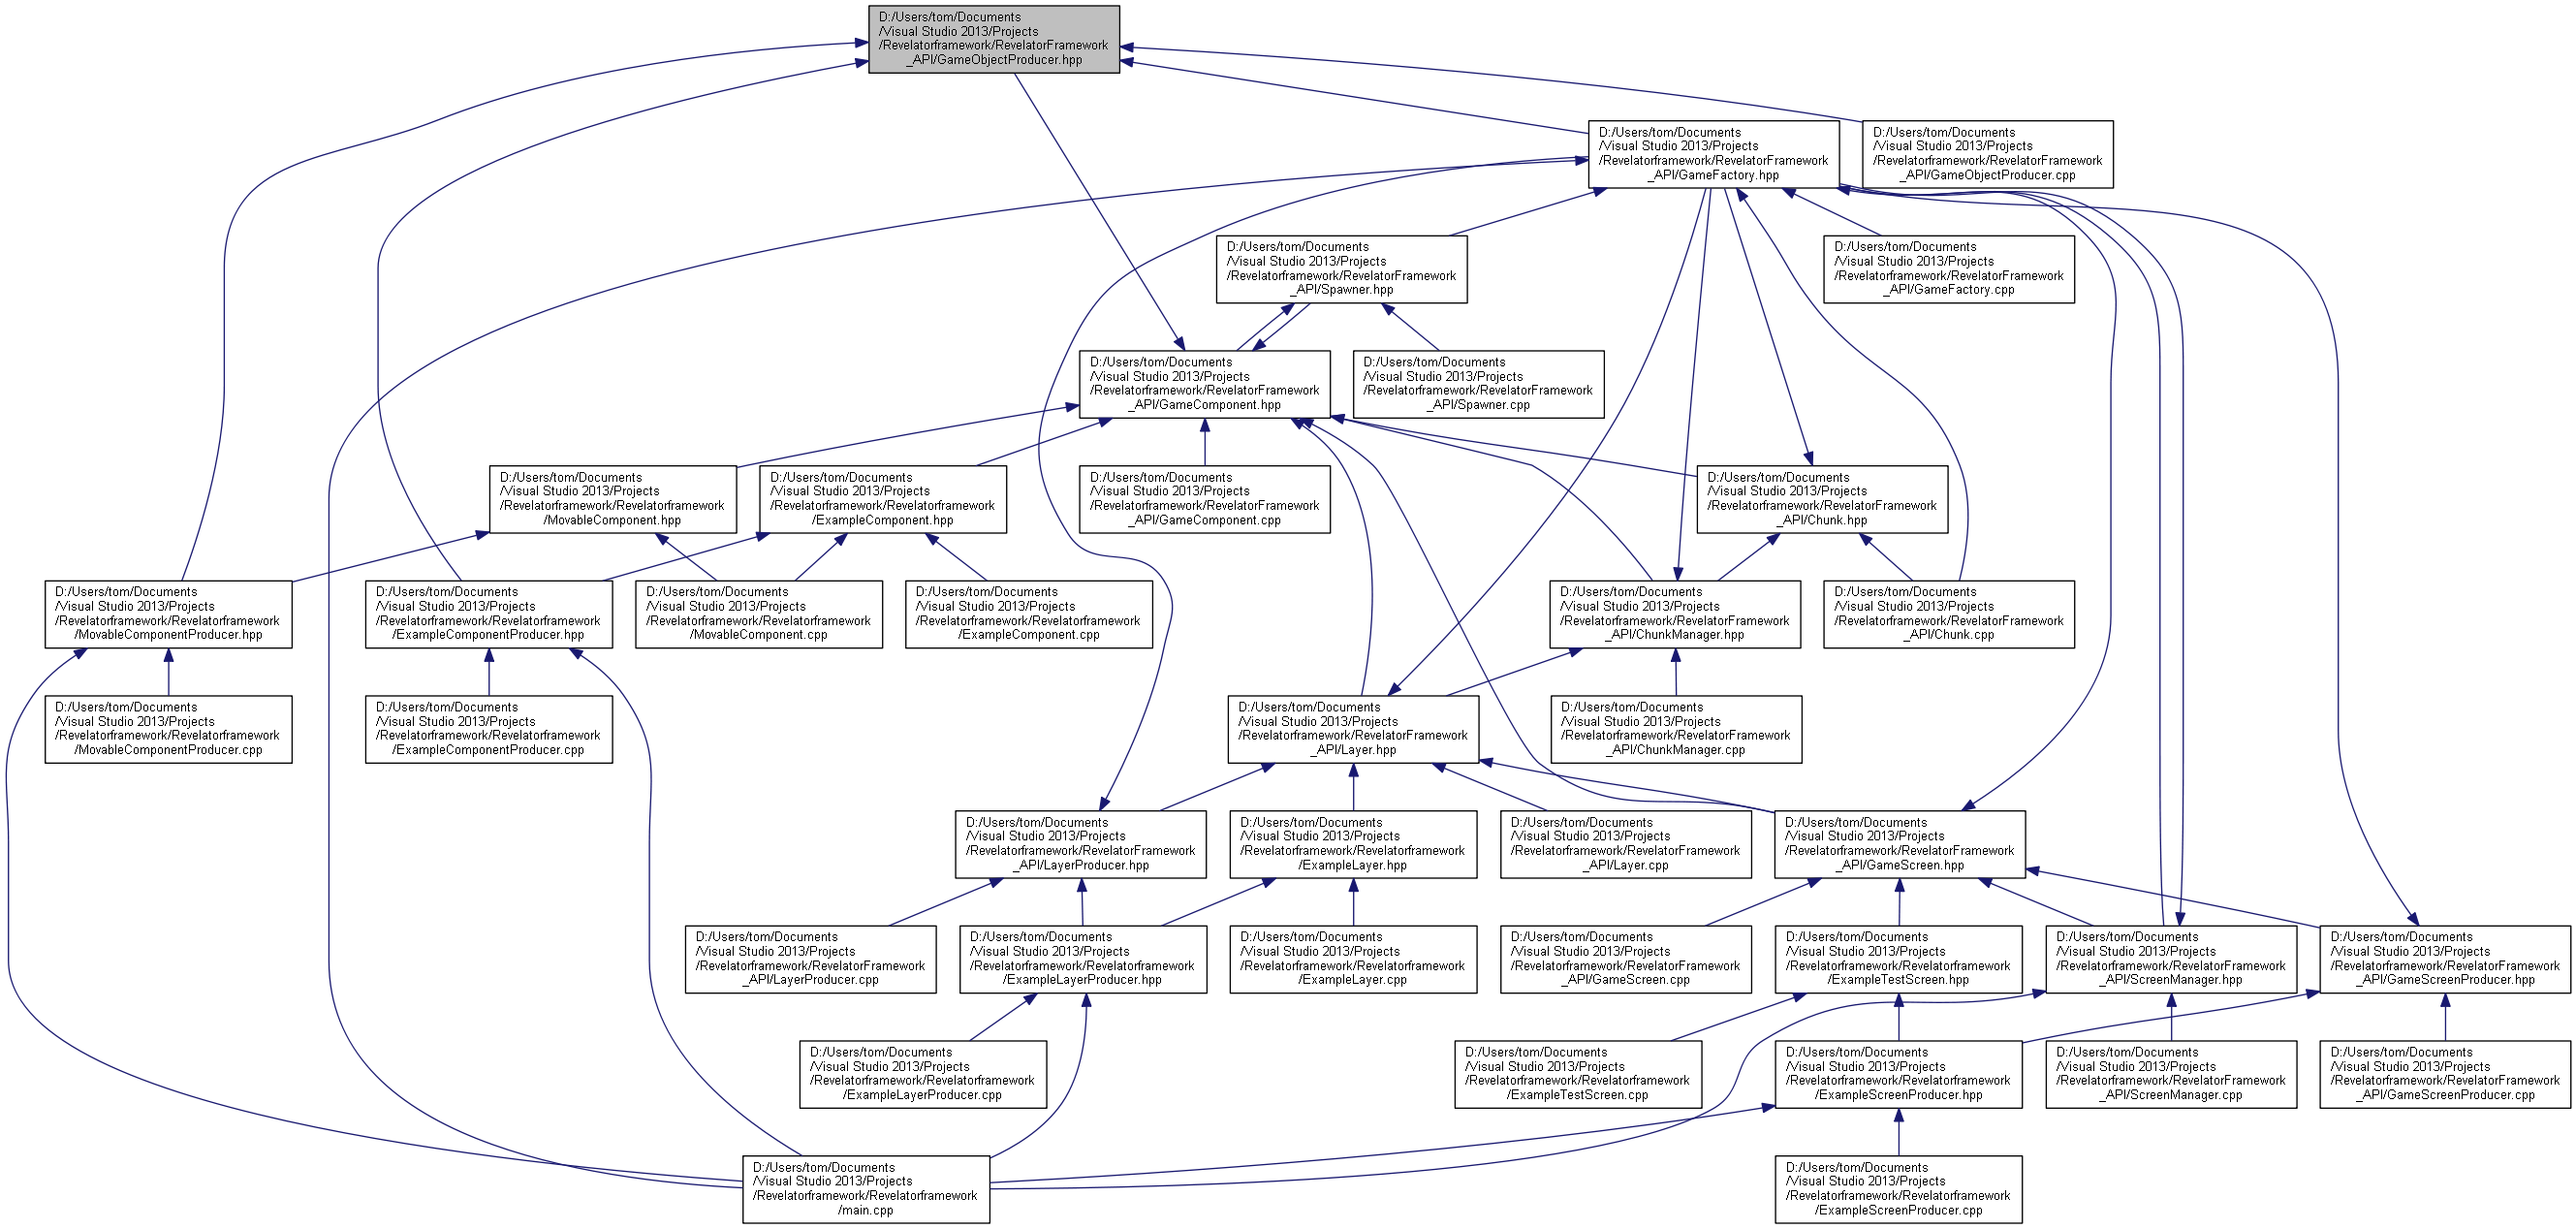 D:/Users/tom/Documents
/Visual Studio 2013/Projects
/Revelatorframework/RevelatorFramework
_API/GameObjectProducer.hpp
D:/Users/tom/Documents
/Visual Studio 2013/Projects
/Revelatorframework/RevelatorFramework
_API/GameFactory.hpp
D:/Users/tom/Documents
/Visual Studio 2013/Projects
/Revelatorframework/RevelatorFramework
_API/GameObjectProducer.cpp
D:/Users/tom/Documents
/Visual Studio 2013/Projects
/Revelatorframework/RevelatorFramework
_API/Spawner.hpp
D:/Users/tom/Documents
/Visual Studio 2013/Projects
/Revelatorframework/RevelatorFramework
_API/GameFactory.cpp
D:/Users/tom/Documents
/Visual Studio 2013/Projects
/Revelatorframework/RevelatorFramework
_API/GameComponent.hpp
D:/Users/tom/Documents
/Visual Studio 2013/Projects
/Revelatorframework/RevelatorFramework
_API/Spawner.cpp
D:/Users/tom/Documents
/Visual Studio 2013/Projects
/Revelatorframework/Revelatorframework
/MovableComponent.hpp
D:/Users/tom/Documents
/Visual Studio 2013/Projects
/Revelatorframework/Revelatorframework
/ExampleComponent.hpp
D:/Users/tom/Documents
/Visual Studio 2013/Projects
/Revelatorframework/RevelatorFramework
_API/GameComponent.cpp
D:/Users/tom/Documents
/Visual Studio 2013/Projects
/Revelatorframework/RevelatorFramework
_API/Chunk.hpp
D:/Users/tom/Documents
/Visual Studio 2013/Projects
/Revelatorframework/Revelatorframework
/MovableComponentProducer.hpp
D:/Users/tom/Documents
/Visual Studio 2013/Projects
/Revelatorframework/Revelatorframework
/ExampleComponentProducer.hpp
D:/Users/tom/Documents
/Visual Studio 2013/Projects
/Revelatorframework/Revelatorframework
/MovableComponent.cpp
D:/Users/tom/Documents
/Visual Studio 2013/Projects
/Revelatorframework/Revelatorframework
/ExampleComponent.cpp
D:/Users/tom/Documents
/Visual Studio 2013/Projects
/Revelatorframework/RevelatorFramework
_API/ChunkManager.hpp
D:/Users/tom/Documents
/Visual Studio 2013/Projects
/Revelatorframework/RevelatorFramework
_API/Chunk.cpp
D:/Users/tom/Documents
/Visual Studio 2013/Projects
/Revelatorframework/Revelatorframework
/MovableComponentProducer.cpp
D:/Users/tom/Documents
/Visual Studio 2013/Projects
/Revelatorframework/Revelatorframework
/ExampleComponentProducer.cpp
D:/Users/tom/Documents
/Visual Studio 2013/Projects
/Revelatorframework/RevelatorFramework
_API/Layer.hpp
D:/Users/tom/Documents
/Visual Studio 2013/Projects
/Revelatorframework/RevelatorFramework
_API/ChunkManager.cpp
D:/Users/tom/Documents
/Visual Studio 2013/Projects
/Revelatorframework/RevelatorFramework
_API/LayerProducer.hpp
D:/Users/tom/Documents
/Visual Studio 2013/Projects
/Revelatorframework/Revelatorframework
/ExampleLayer.hpp
D:/Users/tom/Documents
/Visual Studio 2013/Projects
/Revelatorframework/RevelatorFramework
_API/Layer.cpp
D:/Users/tom/Documents
/Visual Studio 2013/Projects
/Revelatorframework/RevelatorFramework
_API/GameScreen.hpp
D:/Users/tom/Documents
/Visual Studio 2013/Projects
/Revelatorframework/RevelatorFramework
_API/LayerProducer.cpp
D:/Users/tom/Documents
/Visual Studio 2013/Projects
/Revelatorframework/Revelatorframework
/ExampleLayerProducer.hpp
D:/Users/tom/Documents
/Visual Studio 2013/Projects
/Revelatorframework/Revelatorframework
/ExampleLayer.cpp
D:/Users/tom/Documents
/Visual Studio 2013/Projects
/Revelatorframework/RevelatorFramework
_API/GameScreen.cpp
D:/Users/tom/Documents
/Visual Studio 2013/Projects
/Revelatorframework/Revelatorframework
/ExampleTestScreen.hpp
D:/Users/tom/Documents
/Visual Studio 2013/Projects
/Revelatorframework/RevelatorFramework
_API/ScreenManager.hpp
D:/Users/tom/Documents
/Visual Studio 2013/Projects
/Revelatorframework/RevelatorFramework
_API/GameScreenProducer.hpp
D:/Users/tom/Documents
/Visual Studio 2013/Projects
/Revelatorframework/Revelatorframework
/ExampleLayerProducer.cpp
D:/Users/tom/Documents
/Visual Studio 2013/Projects
/Revelatorframework/Revelatorframework
/ExampleTestScreen.cpp
D:/Users/tom/Documents
/Visual Studio 2013/Projects
/Revelatorframework/Revelatorframework
/ExampleScreenProducer.hpp
D:/Users/tom/Documents
/Visual Studio 2013/Projects
/Revelatorframework/RevelatorFramework
_API/ScreenManager.cpp
D:/Users/tom/Documents
/Visual Studio 2013/Projects
/Revelatorframework/RevelatorFramework
_API/GameScreenProducer.cpp
D:/Users/tom/Documents
/Visual Studio 2013/Projects
/Revelatorframework/Revelatorframework
/main.cpp
D:/Users/tom/Documents
/Visual Studio 2013/Projects
/Revelatorframework/Revelatorframework
/ExampleScreenProducer.cpp